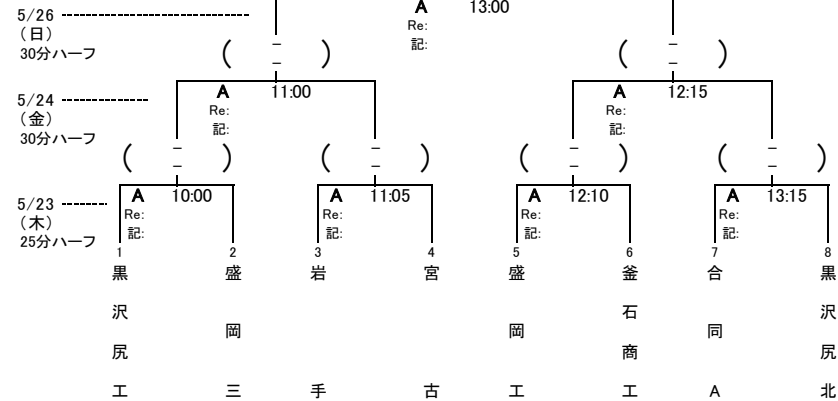 5/26
A 13:00
(日)
Re:
30分ハーフ
記:
( - - ) ( - - )
5/24
A 11:00 A 12:15
(金)
Re: Re:
30分ハーフ
記: 記:
( - - ) ( - - ) ( - - ) ( - - )
5/23
A 10:00 A 11:05 A 12:10 A 13:15
(木)
Re: Re: Re: Re:
25分ハーフ
記: 記: 記: 記:
1 2 3 4 5 6 7 8
黒沢尻工
盛岡三
岩手
宮古
盛岡工
釜石商工
合同A
黒沢尻北